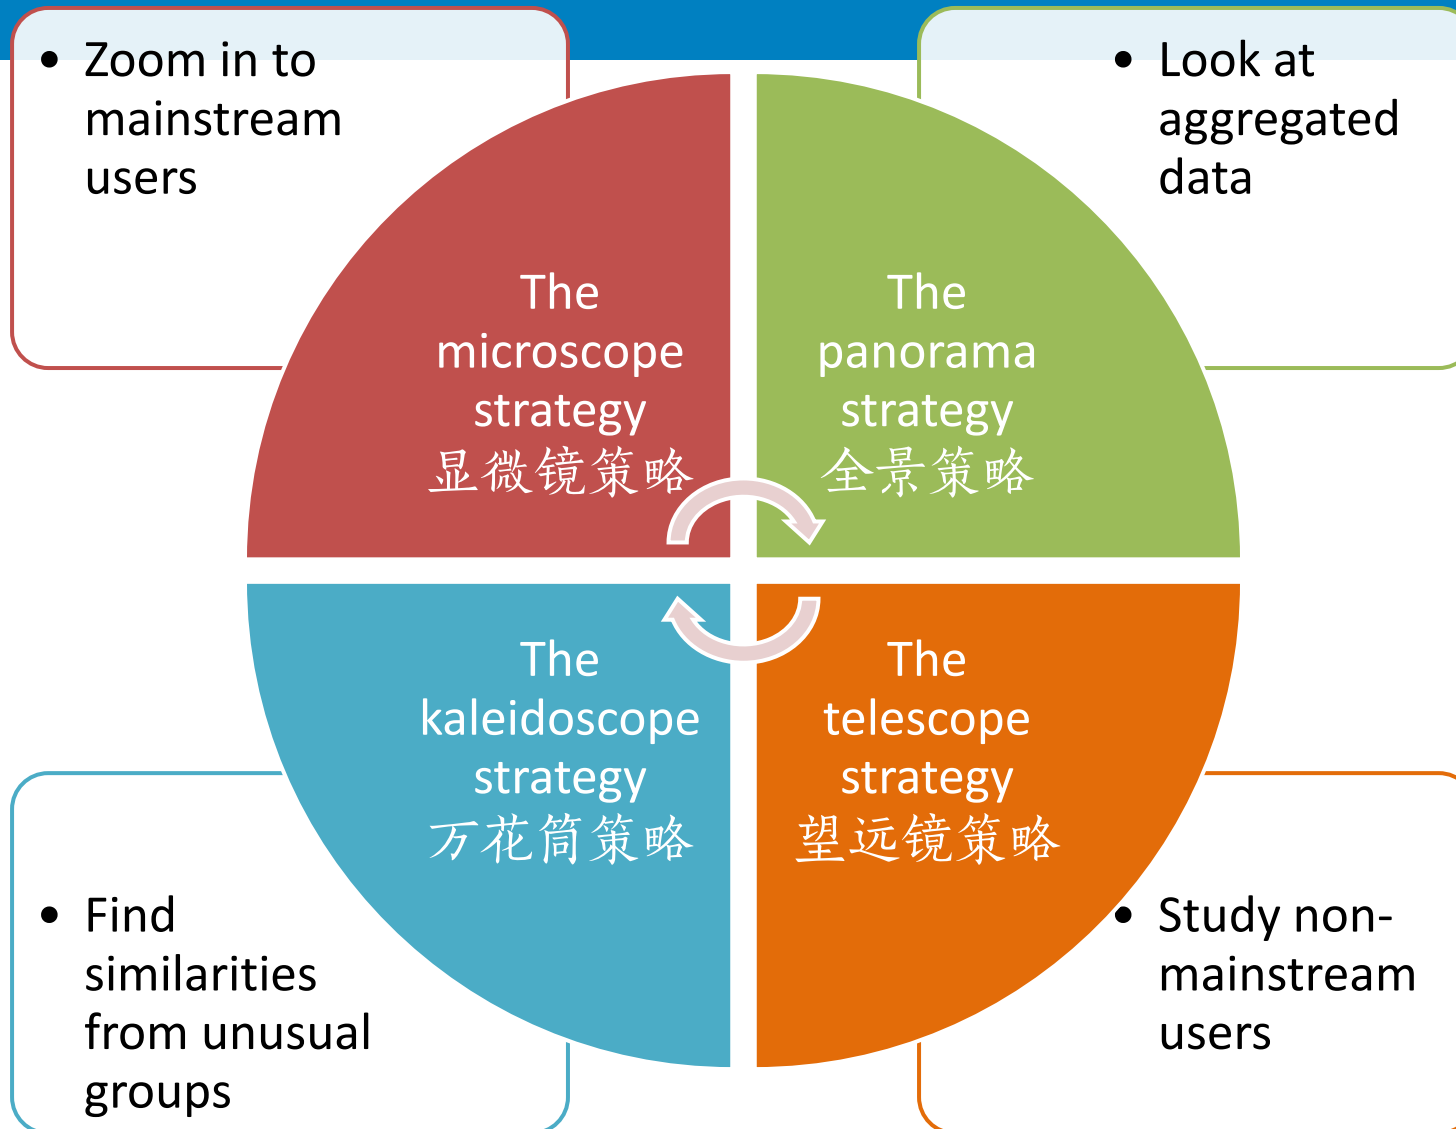 • Zoom in to
mainstream
users
• Look at
aggregated
data
The
microscope
strategy
显微镜策略
The
panorama
strategy
全景策略
The
kaleidoscope
strategy
万花筒策略
The
telescope
strategy
望远镜策略
• Find
similarities
from unusual
groups
• Study non-
mainstream
users